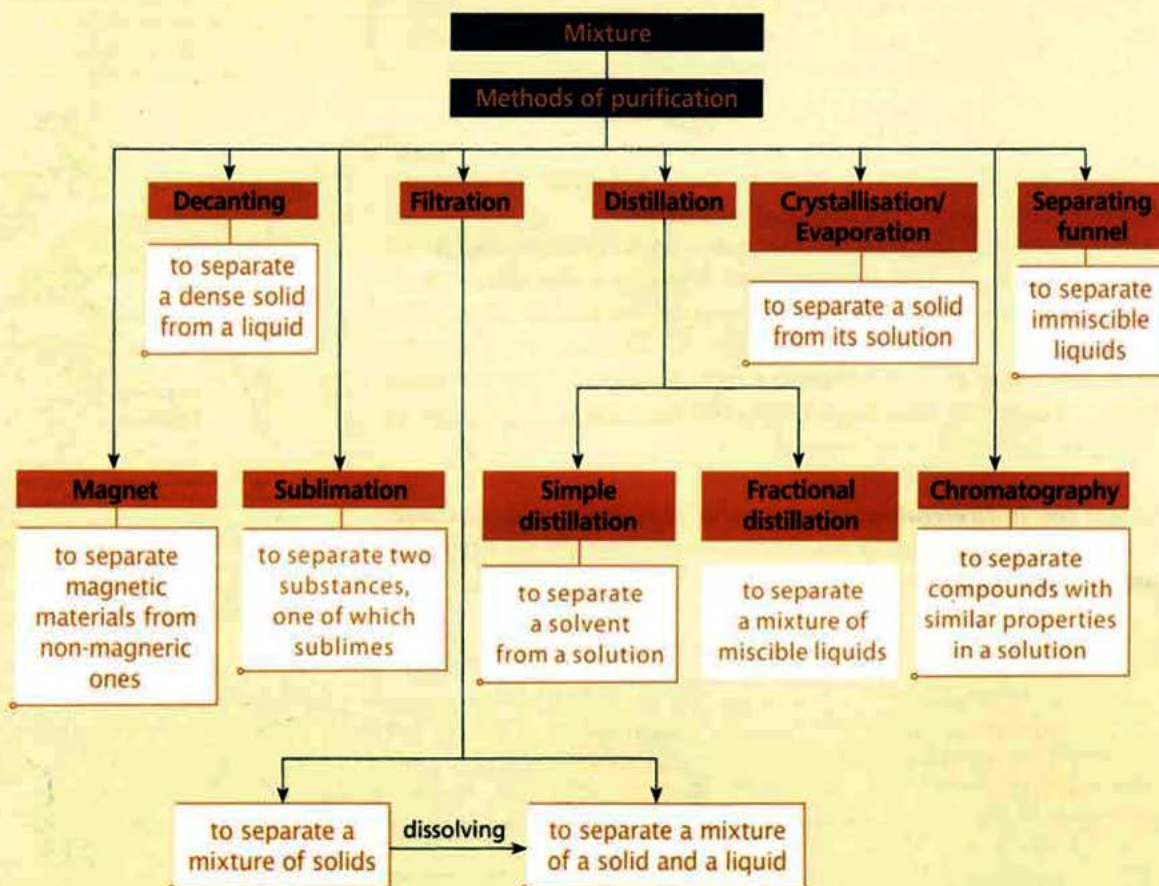 Mixture
Methods of purification
Decanting
to separate
a dense solid
from a liquid
Filtration
Distillation
Crystallisation/
Evaporation
to separate a solid
from its solution
Separating
funnel
to separate
immiscible
liquids
Magnet
to separate
magnetic
materials from
non-magneric
ones
Sublimation
to separate two
substances,
one of which
sublimes
Simple
distillation
to separate
a solvent
from a solution
Fractional
distillation
to separate
a mixture of
miscible liquids
Chromatography
to separate
compounds with
similar properties
in a solution
to separate a
mixture of solids
dissolving
to separate a mixture
of a solid and a liquid